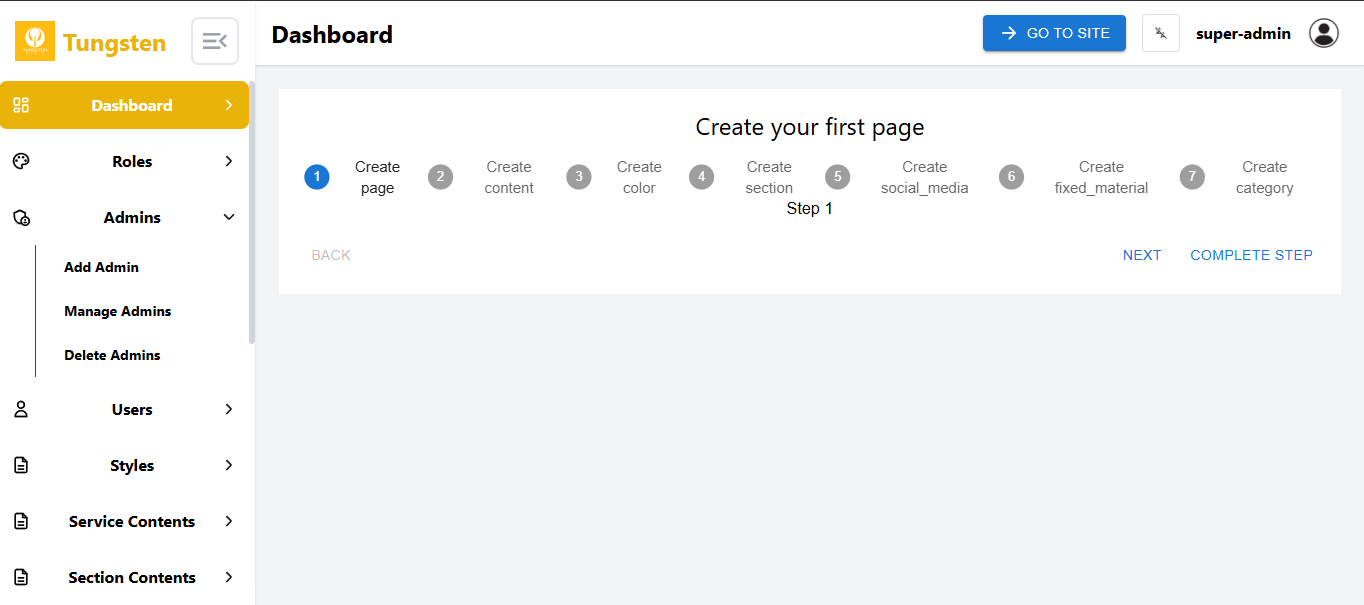 Tungsten
Dashboard
GO TO SITE
super-admin
Dashboard
Roles
Admins
Add Admin
Manage Admins
Delete Admins
Users
Styles
Service Contents
Section Contents
Create your first page
1 Create page
2 Create content
3 Create color
4 Create section
5 Create social_media
6 Create fixed_material
7 Create category
Step 1
BACK
NEXT
COMPLETE STEP